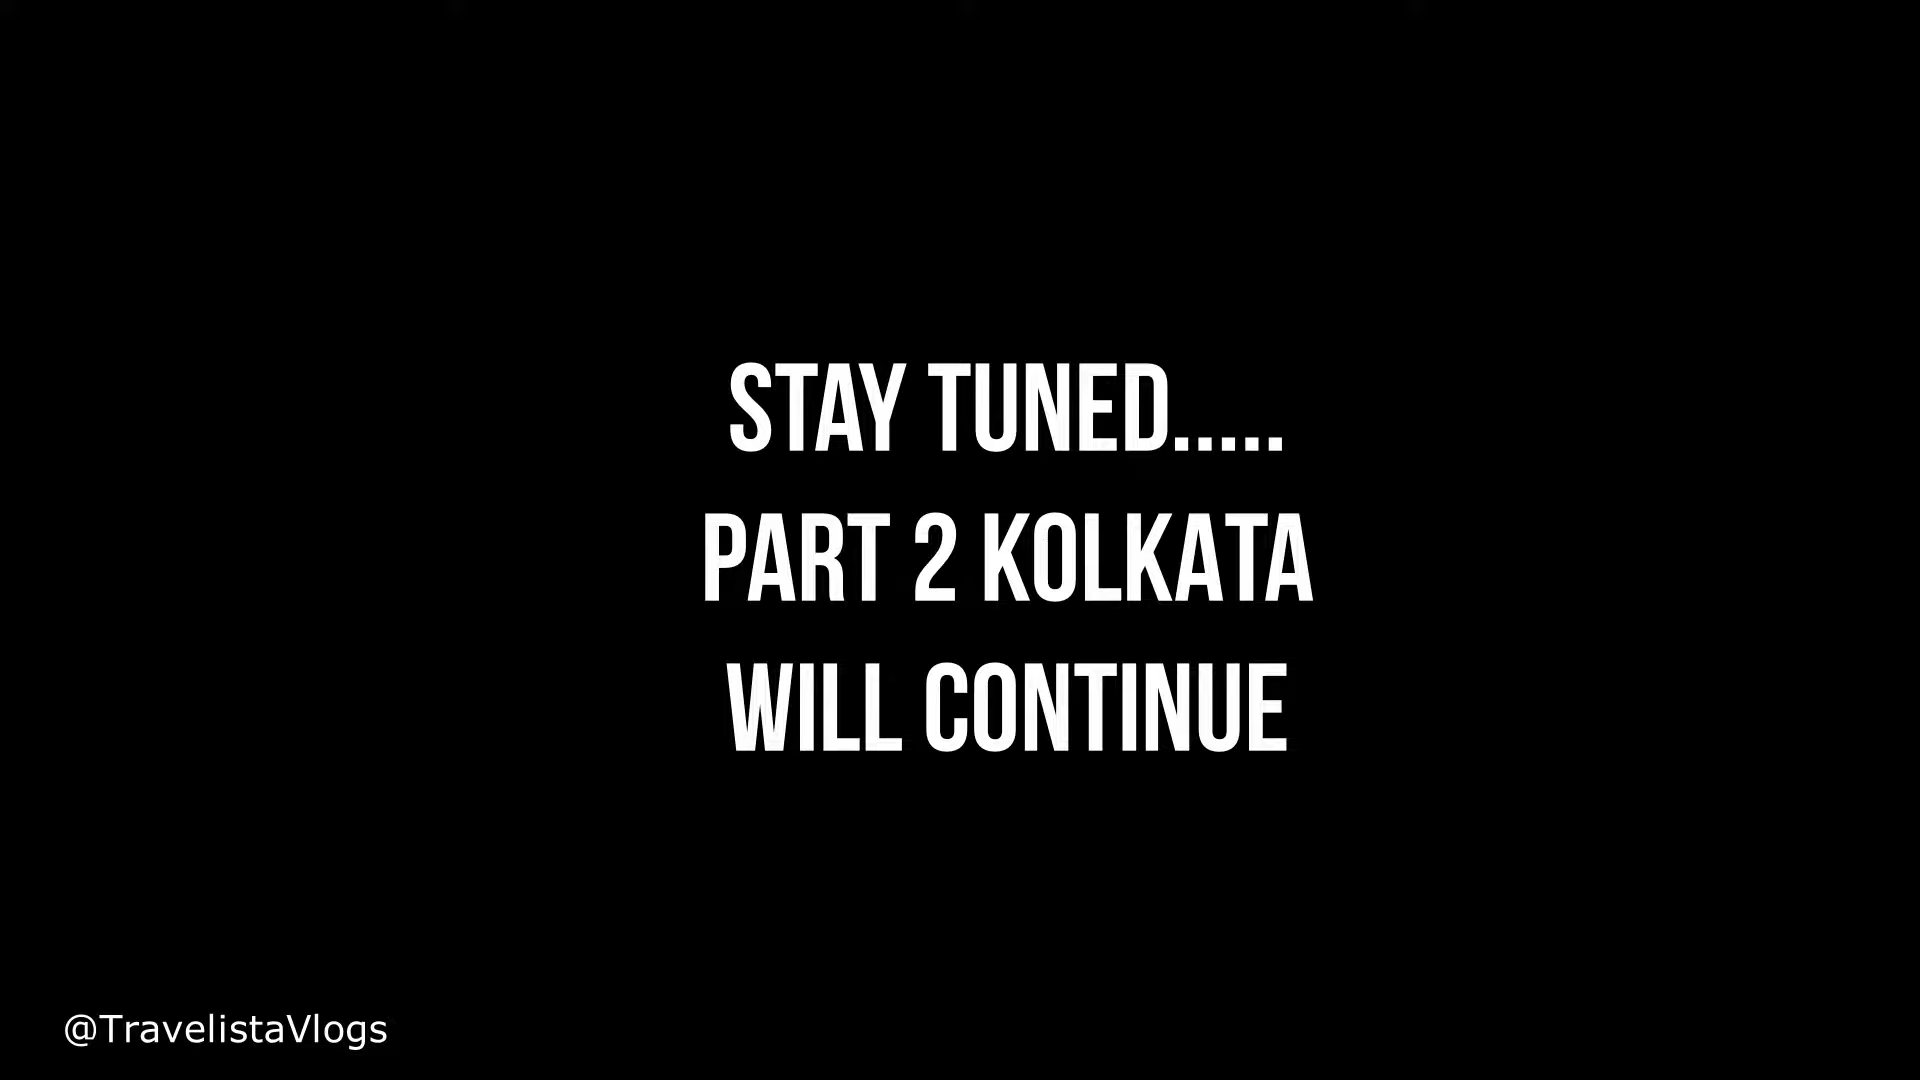 STAY TUNED.....
PART 2 KOLKATA
WILL CONTINUE
@TravelistaVlogs